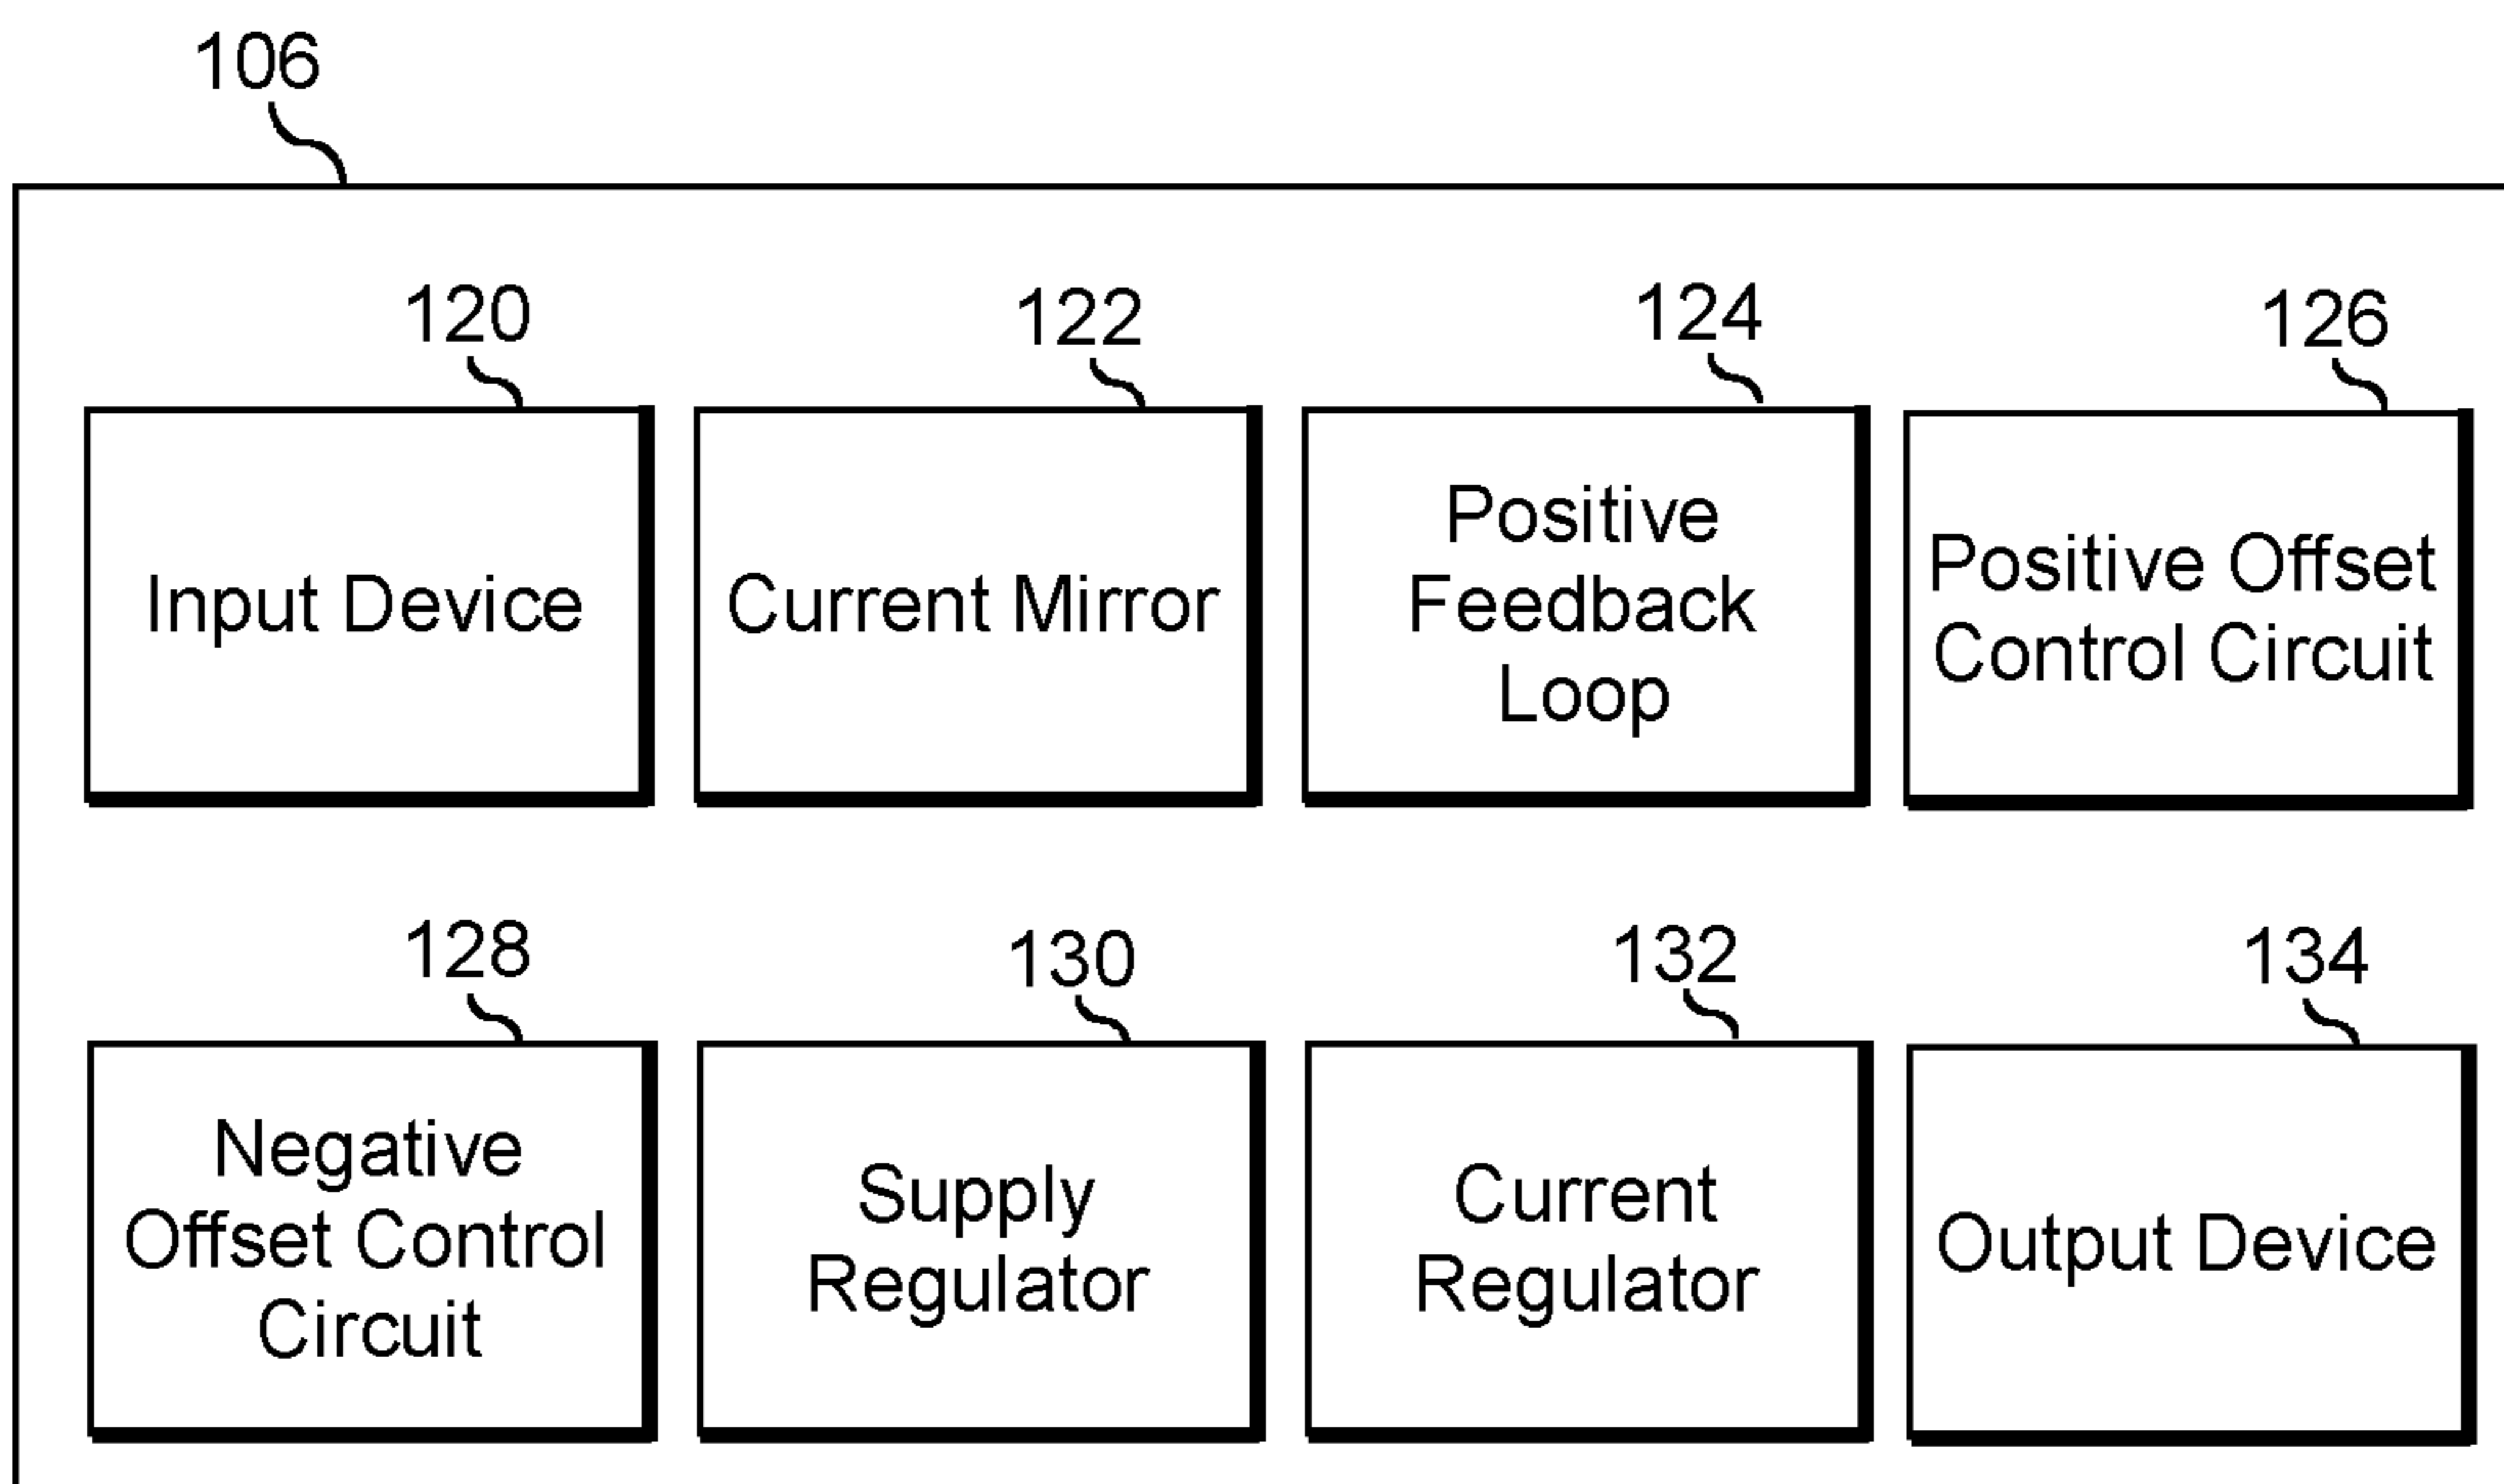 106
120
122
124
126
Input Device
Current Mirror
Positive
Feedback
Loop
Positive Offset
Control Circuit
128
130
132
134
Negative
Offset Control
Circuit
Supply
Regulator
Current
Regulator
Output Device